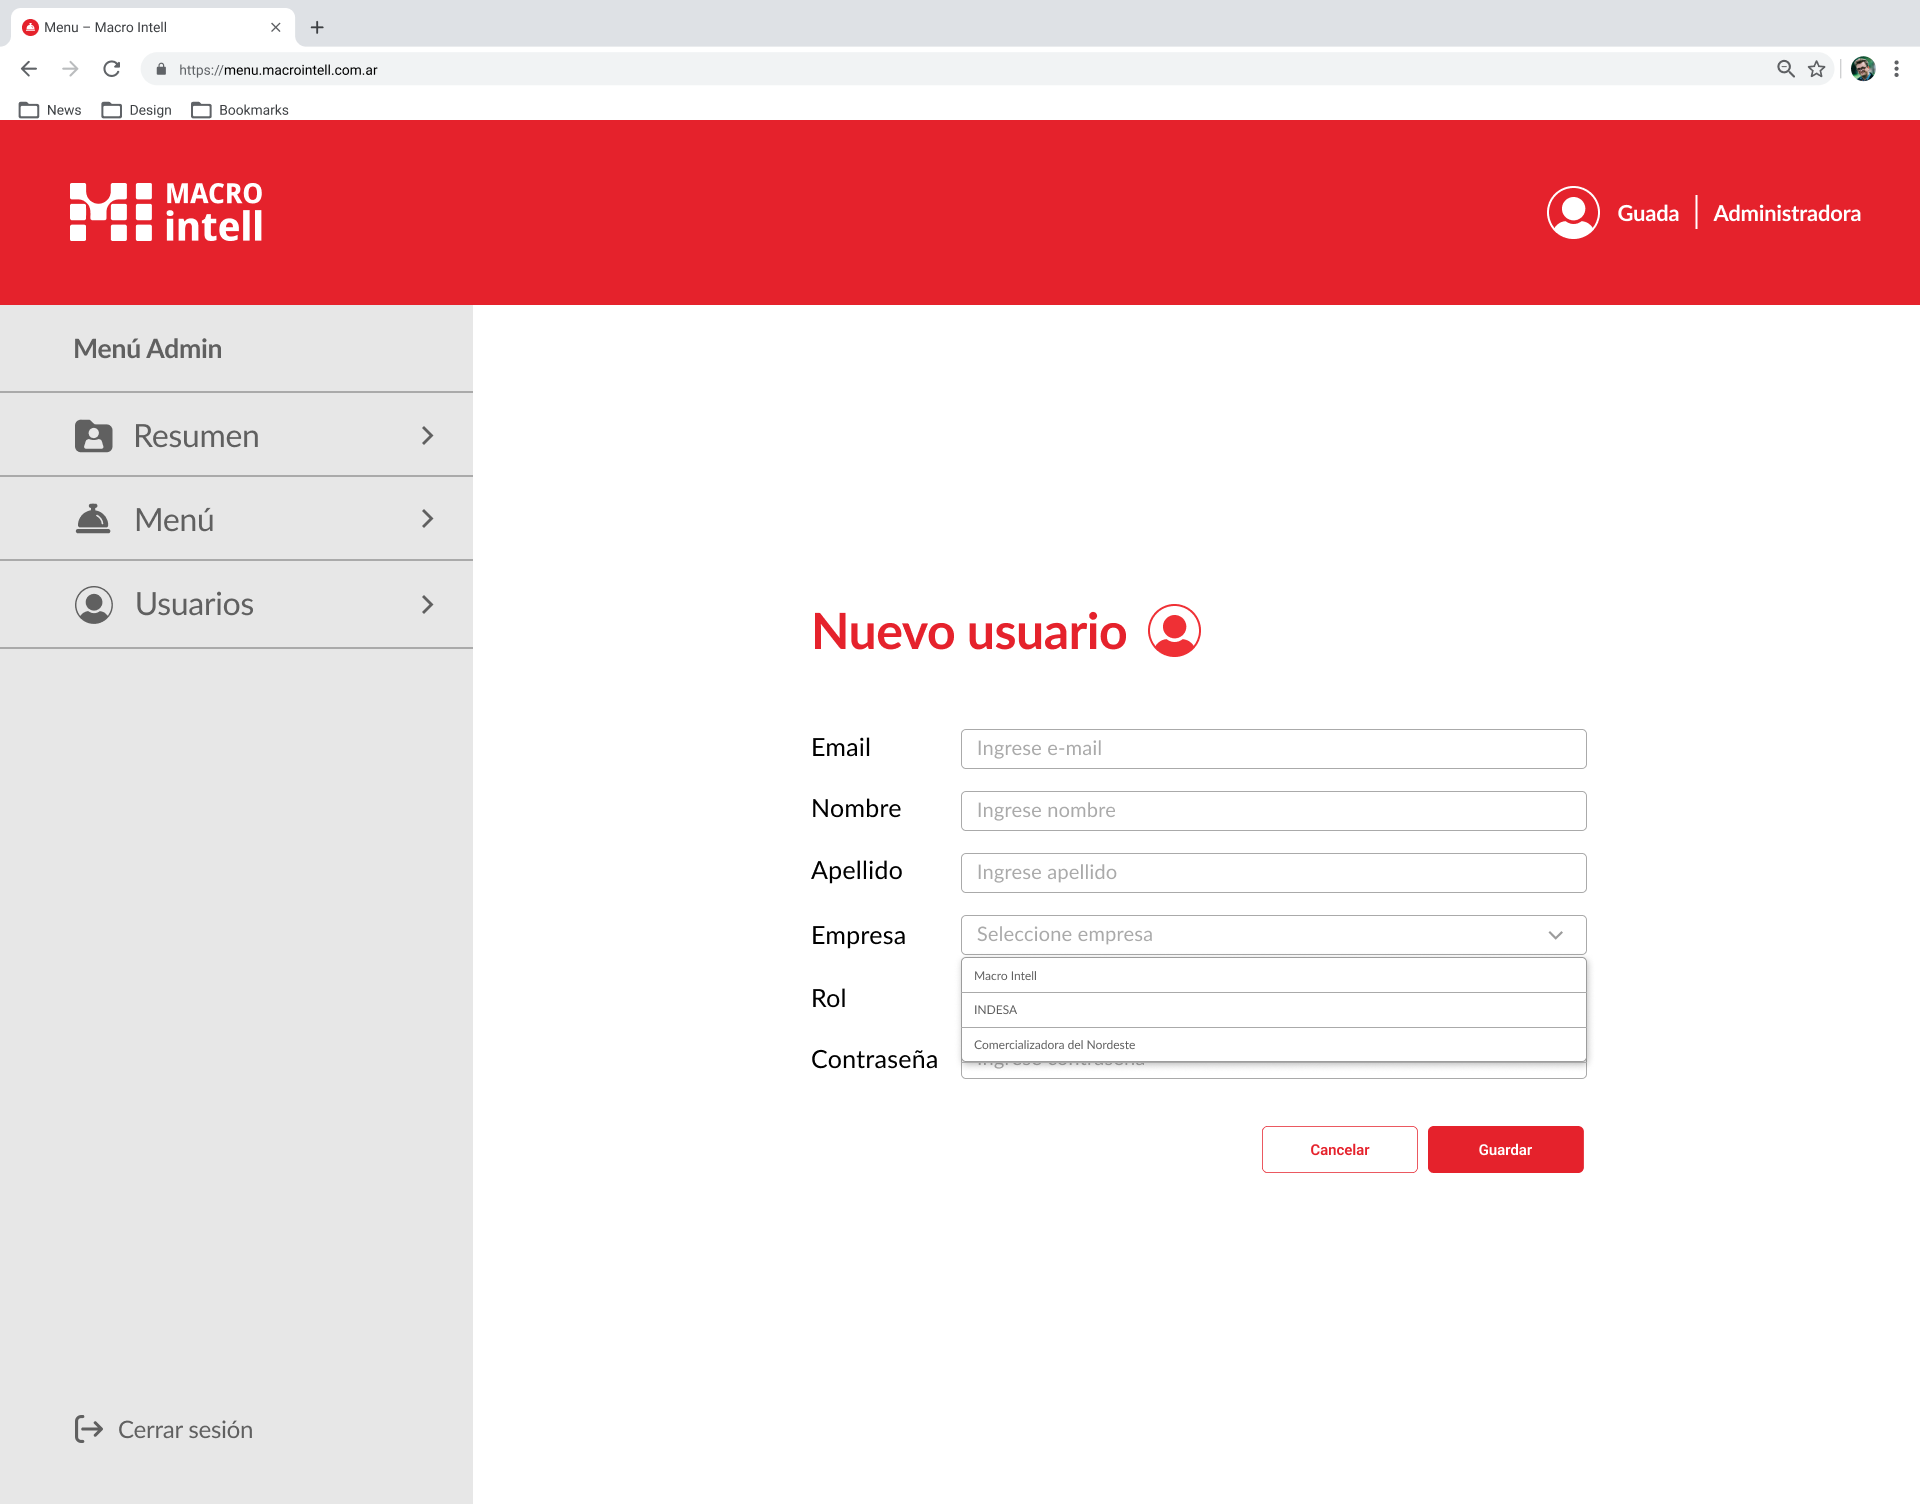 Menu – Macro Intell
https://menu.macrointell.com.ar
News Design Bookmarks
MACRO
intell
Guada | Administradora
Menú Admin
Resumen
Menú
Usuarios
Nuevo usuario
Email Ingrese e-mail
Nombre Ingrese nombre
Apellido Ingrese apellido
Empresa Seleccione empresa
Macro Intell
Rol
INDESA
Comercializadora del Nordeste
Contraseña
Cancelar Guardar
Cerrar sesión